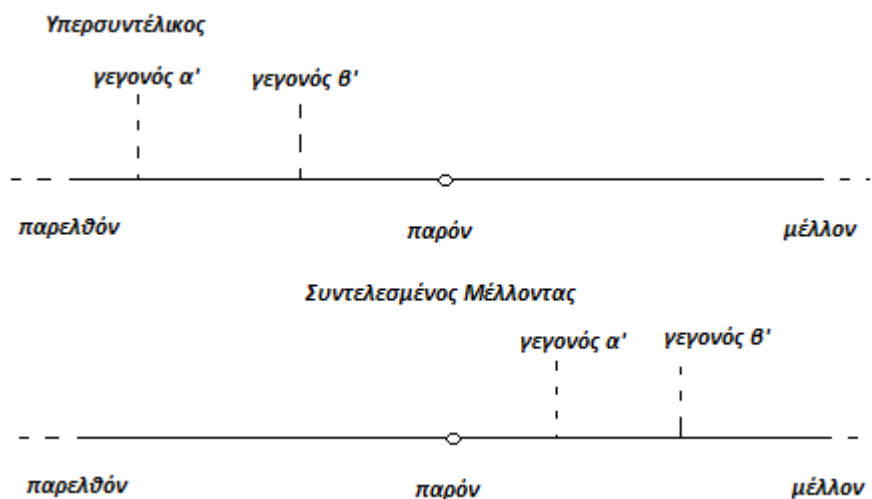 Υπερσυντέλικος
γεγονός α' γεγονός β'
παρελθόν παρόν μέλλον
Συντελεσμένος Μέλλοντας
γεγονός α' γεγονός β'
παρελθόν παρόν μέλλον